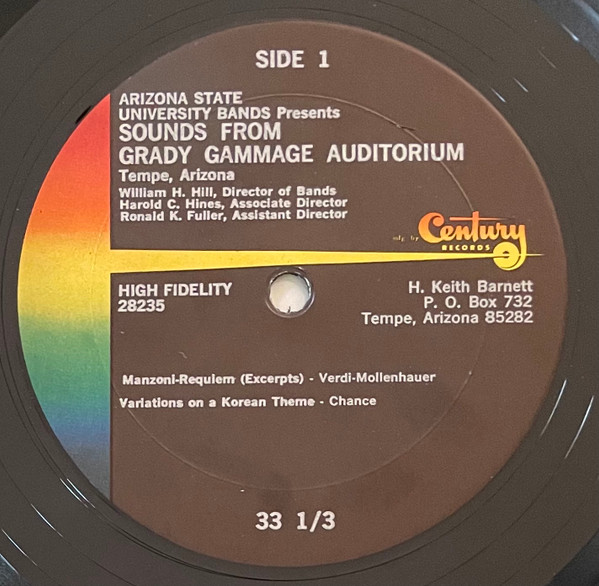 SIDE 1
ARIZONA STATE
UNIVERSITY BANDS Presents
SOUNDS FROM
GRADY GAMMAGE AUDITORIUM
Tempe, Arizona
William H. Hill, Director of Bands
Harold C. Hines, Associate Director
Ronald K. Fuller, Assistant Director
mfg by Century
RECORDS
HIGH FIDELITY
28235
H. Keith Barnett
P. O. Box 732
Tempe, Arizona 85282
Manzoni-Requiem (Excerpts) - Verdi-Mollenhauer
Variations on a Korean Theme - Chance
33 1/3